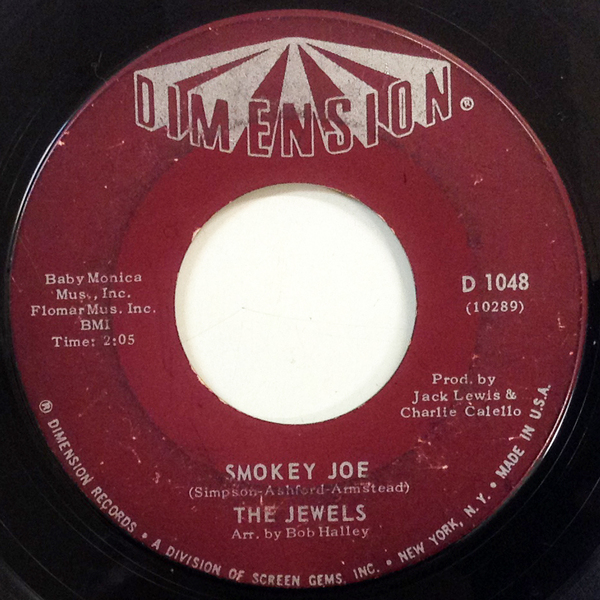 DIMENSION®
Baby Monica
Mus., Inc.
Flomar Mus. Inc.
BMI
Time: 2:05
D 1048
(10289)
Prod. by
Jack Lewis &
Charlie Calello
SMOKEY JOE
(Simpson-Ashford-Armstead)
THE JEWELS
Arr. by Bob Halley
® DIMENSION RECORDS • A DIVISION OF SCREEN GEMS, INC. • NEW YORK, N.Y. • MADE IN U.S.A.